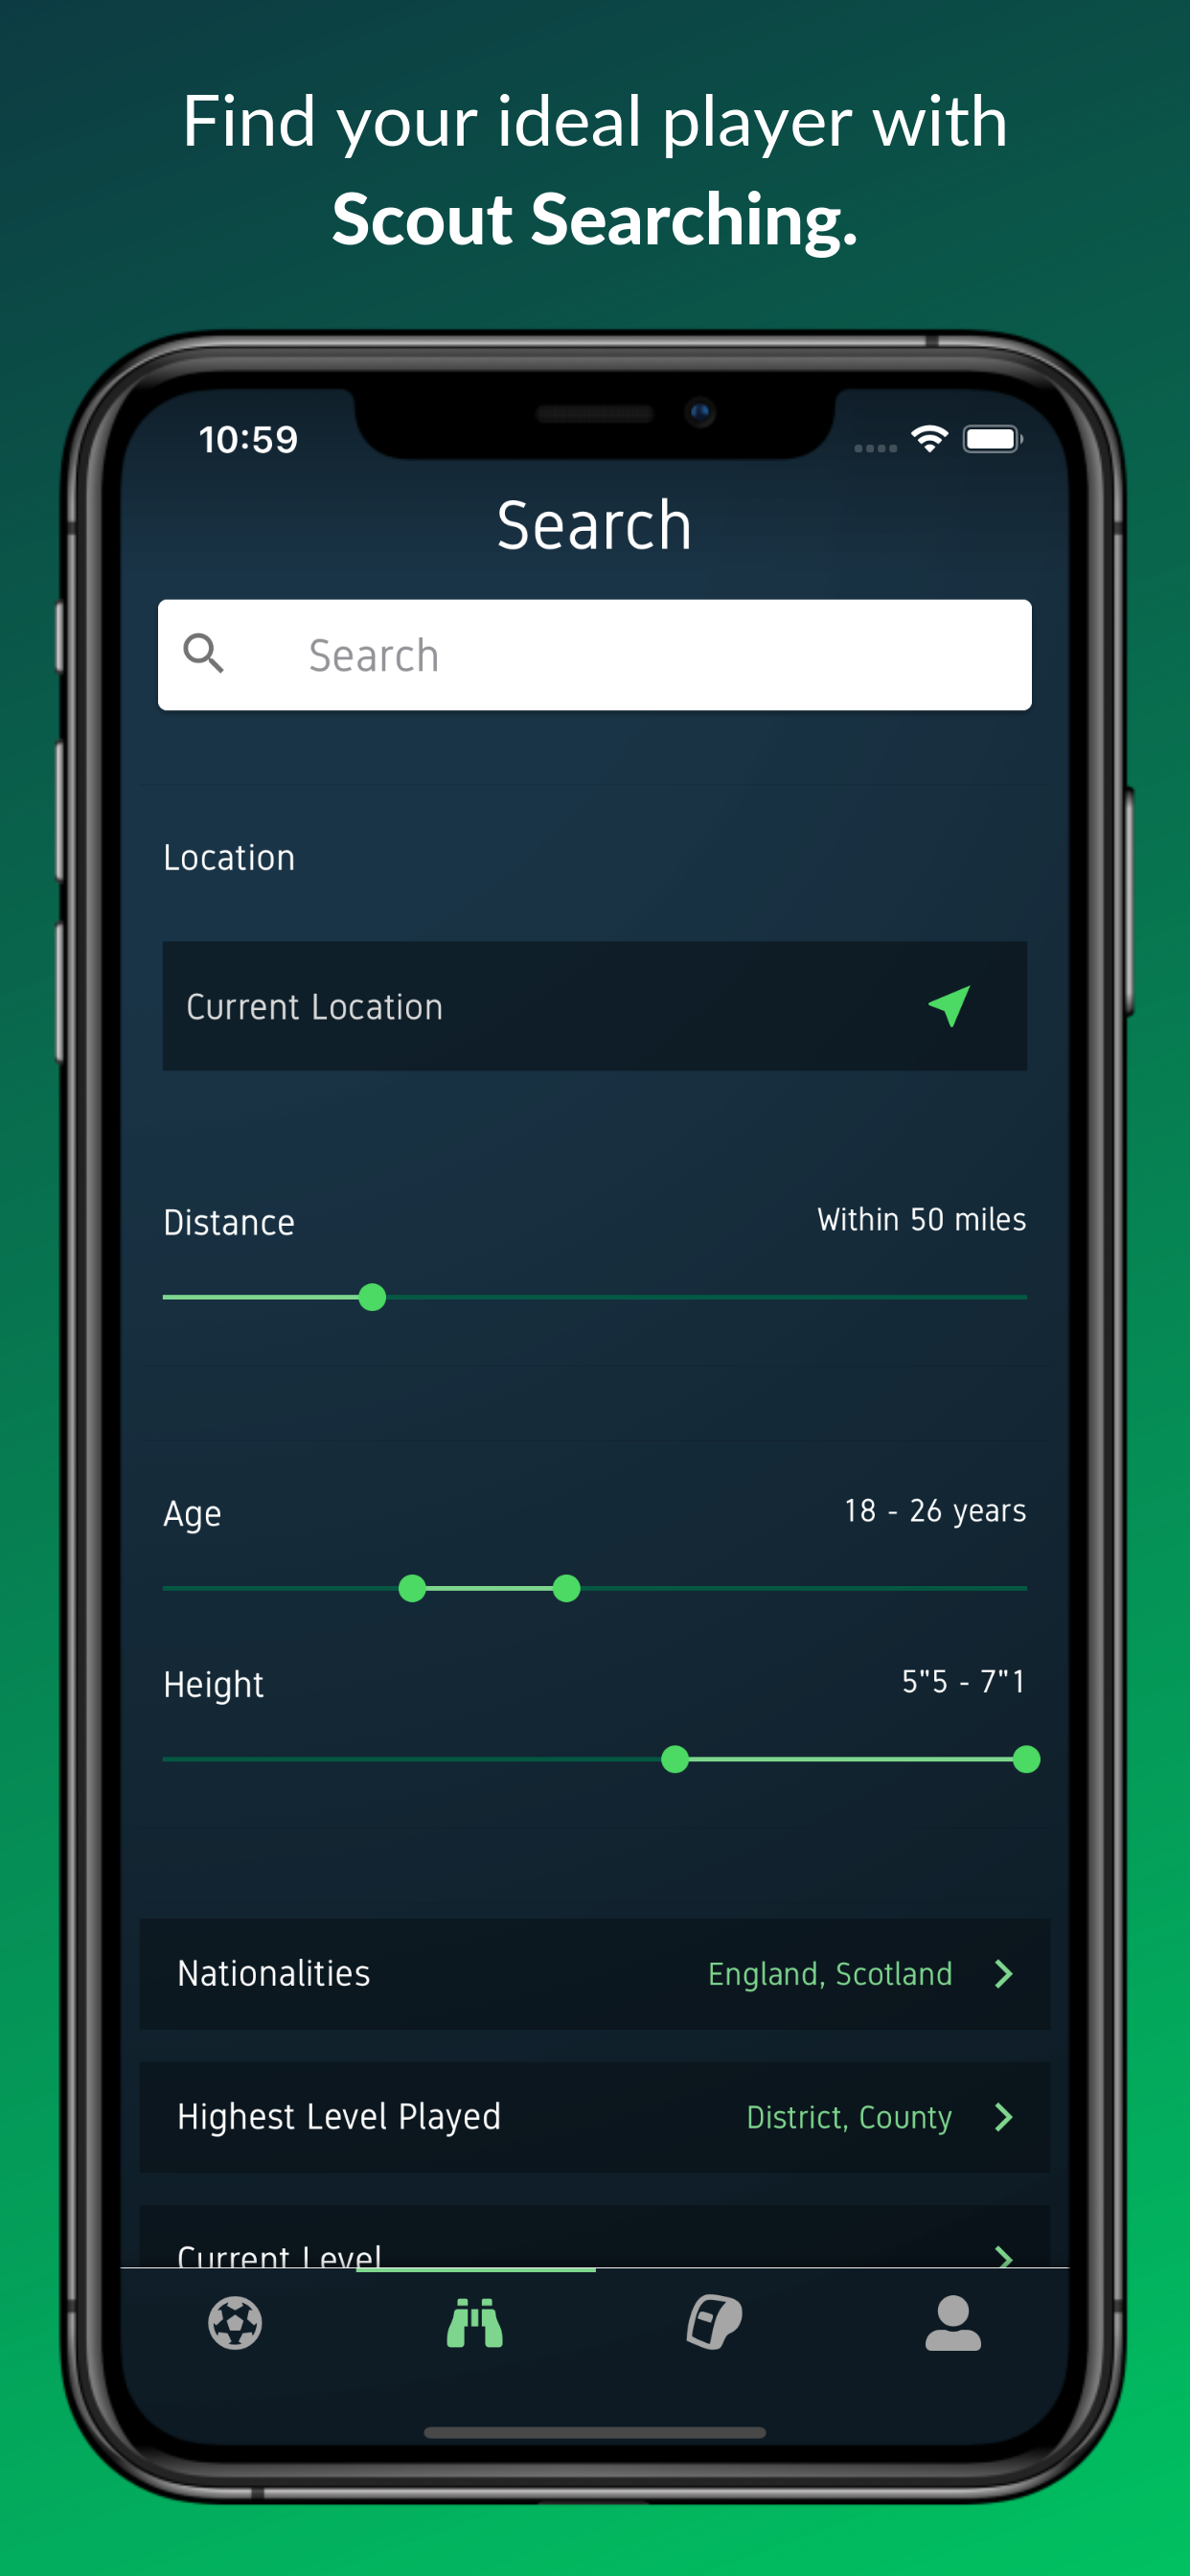 Find your ideal player with
Scout Searching.
10:59
Search
Search
Location
Current Location
Distance Within 50 miles
Age 18 - 26 years
Height 5"5 - 7"1
Nationalities England, Scotland
Highest Level Played District, County
Current Level